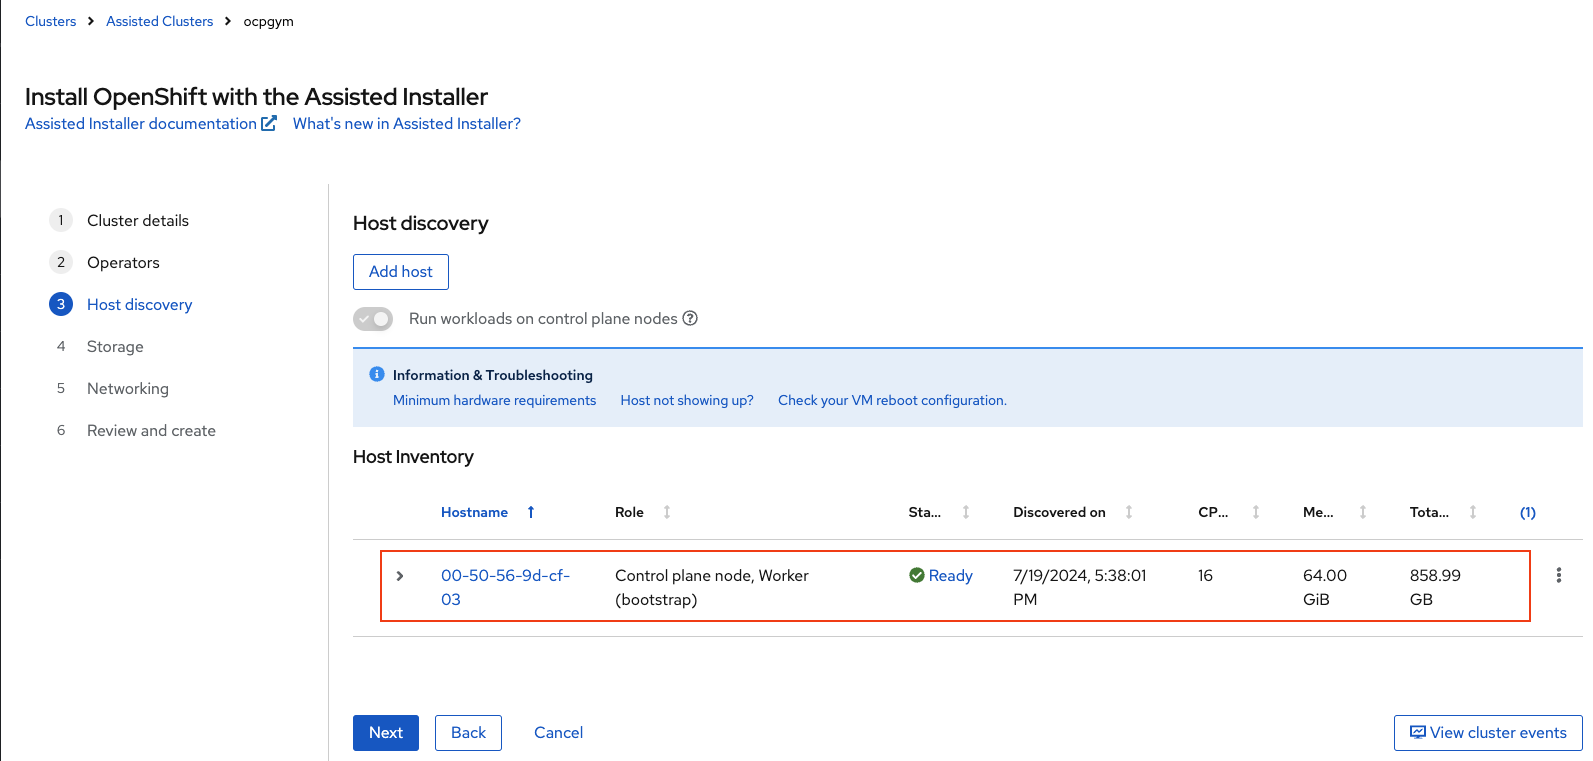 Clusters > Assisted Clusters > ocpgym
Install OpenShift with the Assisted Installer
Assisted Installer documentation What's new in Assisted Installer?
1 Cluster details
2 Operators
3 Host discovery
4 Storage
5 Networking
6 Review and create
Host discovery
Add host
Run workloads on control plane nodes
Information & Troubleshooting
Minimum hardware requirements Host not showing up? Check your VM reboot configuration.
Host Inventory
Hostname Role Sta... Discovered on CP... Me... Tota... (1)
00-50-56-9d-cf- Control plane node, Worker Ready 7/19/2024, 5:38:01 16 64.00 858.99
03 (bootstrap) PM GiB GB
Next Back Cancel View cluster events